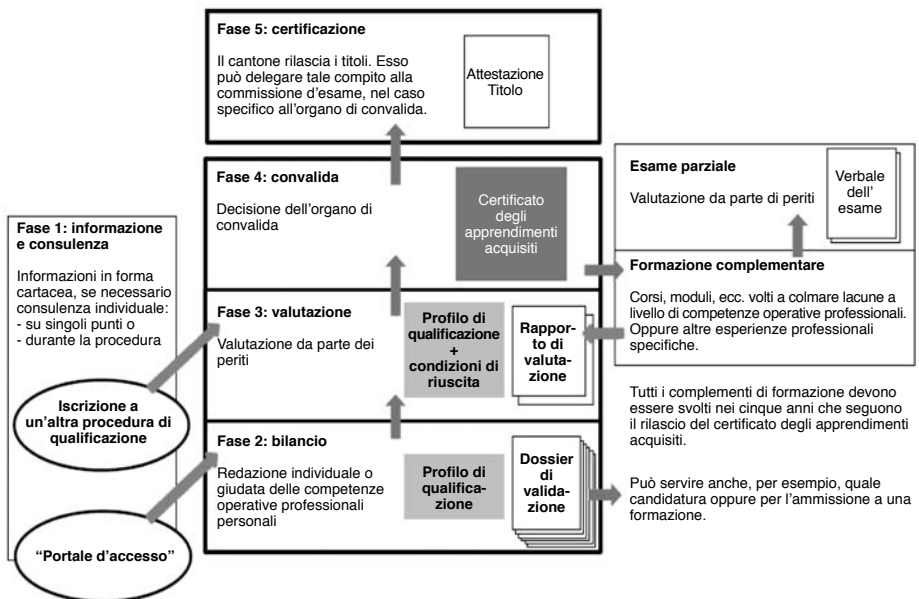 Fase 5: certificazione
Il cantone rilascia i titoli. Esso
può delegare tale compito alla
commissione d'esame, nel caso
specifico all'organo di convalida.
Attestazione
Titolo
Fase 4: convalida
Decisione dell'organo di
convalida
Certificato
degli
apprendimenti
acquisiti
Esame parziale
Valutazione da parte di periti
Verbale
dell'
esame
Fase 1: informazione
e consulenza
Informazioni in forma
cartacea, se necessario
consulenza individuale:
- su singoli punti o
- durante la procedura
Formazione complementare
Corsi, moduli, ecc. volti a colmare lacune a
livello di competenze operative professionali.
Oppure altre esperienze professionali
specifiche.
Fase 3: valutazione
Valutazione da parte dei
periti
Profilo di
qualificazione
+
condizioni di
riuscita
Rappor-
to di
valuta-
zione
Iscrizione a
un'altra procedura di
qualificazione
Tutti i complementi di formazione devono
essere svolti nei cinque anni che seguono
il rilascio del certificato degli apprendimenti
acquisiti.
Fase 2: bilancio
Redazione individuale o
giudata delle competenze
operative professionali
personali
Profilo di
qualifica-
zione
Dossier
di
valida-
zione
Può servire anche, per esempio, quale
candidatura oppure per l'ammissione a una
formazione.
"Portale d'accesso"